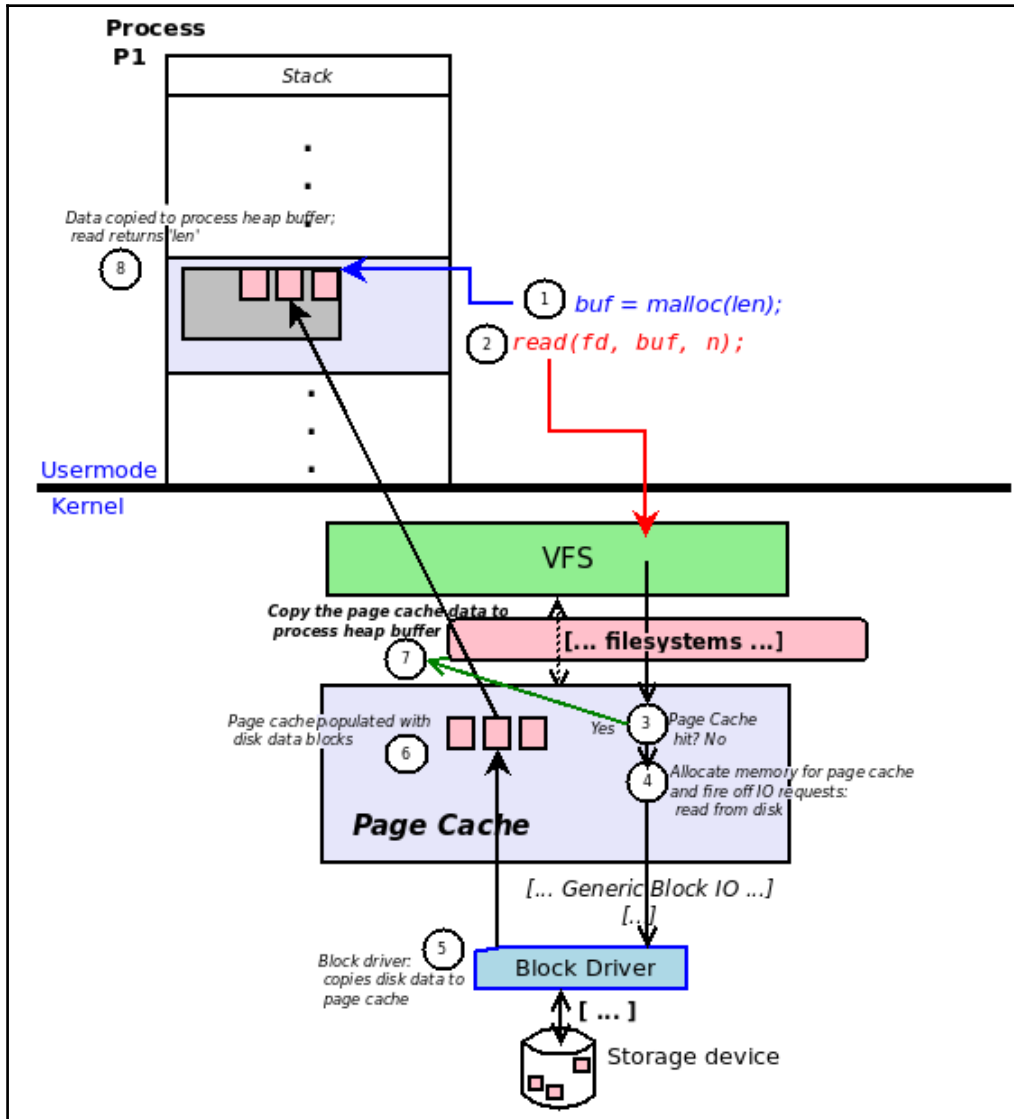 Process
P1
Stack
Data copied to process heap buffer;
read returns 'len'
8
1
buf = malloc(len);
2
read(fd, buf, n);
Usermode
Kernel
VFS
Copy the page cache data to
process heap buffer
[... filesystems ...]
7
Page cache populated with
disk data blocks
6
Yes
3
Page Cache
hit? No
4
Allocate memory for page cache
and fire off IO requests:
read from disk
Page Cache
[... Generic Block IO ...]
[...]
5
Block driver:
copies disk data to
page cache
Block Driver
[ ... ]
Storage device